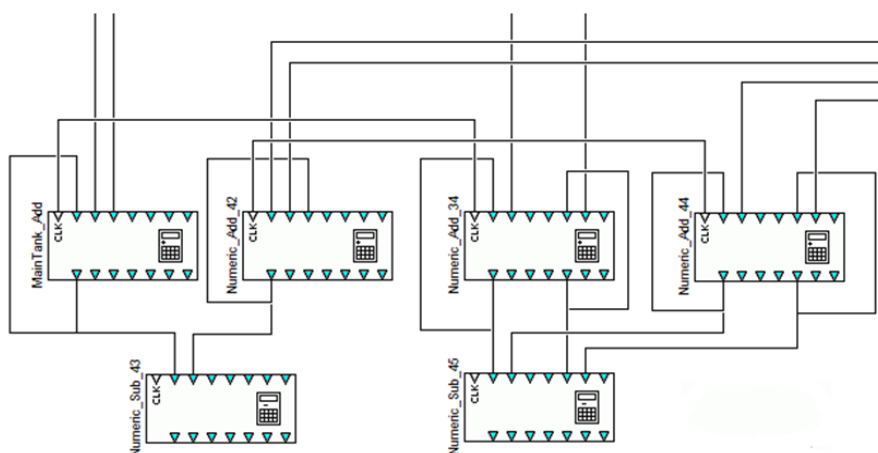 MainTank_Add
CLK
Numeric_Add_42
CLK
Numeric_Add_34
CLK
Numeric_Add_44
CLK
Numeric_Sub_43
CLK
Numeric_Sub_45
CLK